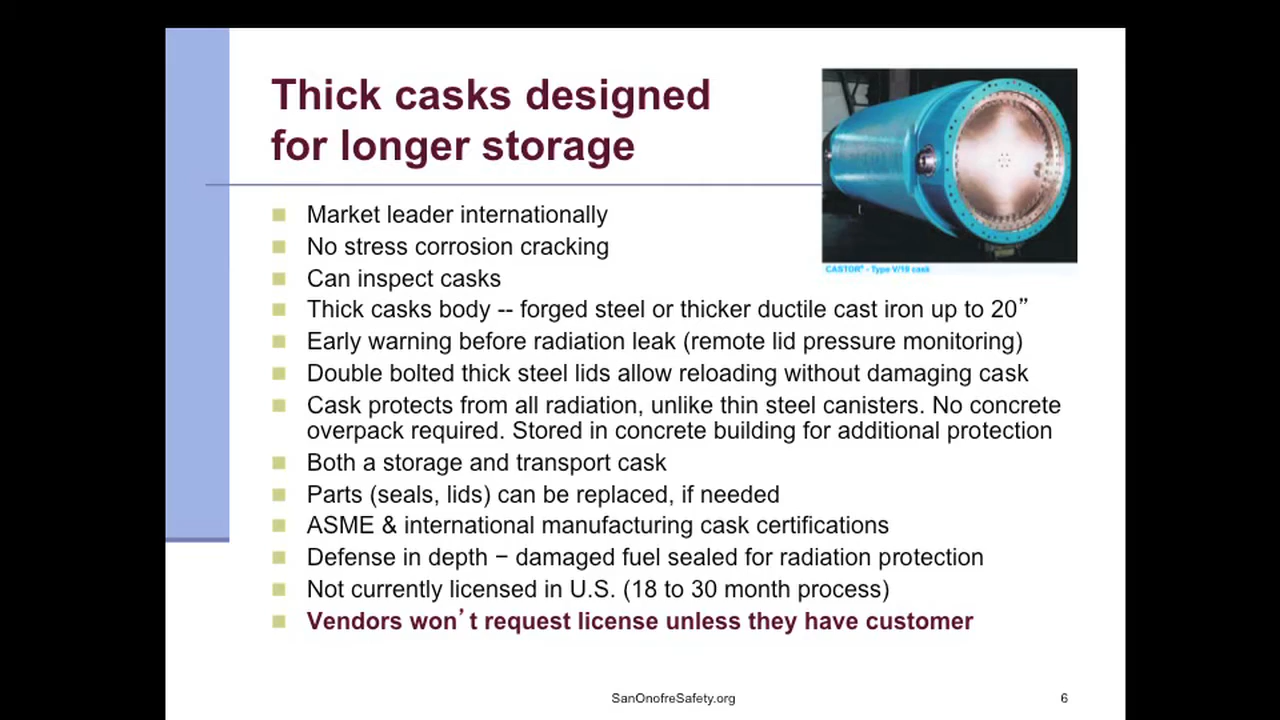 Thick casks designed
for longer storage
CASTOR® - Type V/19 cask
Market leader internationally
No stress corrosion cracking
Can inspect casks
Thick casks body -- forged steel or thicker ductile cast iron up to 20”
Early warning before radiation leak (remote lid pressure monitoring)
Double bolted thick steel lids allow reloading without damaging cask
Cask protects from all radiation, unlike thin steel canisters. No concrete
overpack required. Stored in concrete building for additional protection
Both a storage and transport cask
Parts (seals, lids) can be replaced, if needed
ASME & international manufacturing cask certifications
Defense in depth – damaged fuel sealed for radiation protection
Not currently licensed in U.S. (18 to 30 month process)
Vendors won’t request license unless they have customer
SanOnofreSafety.org
6